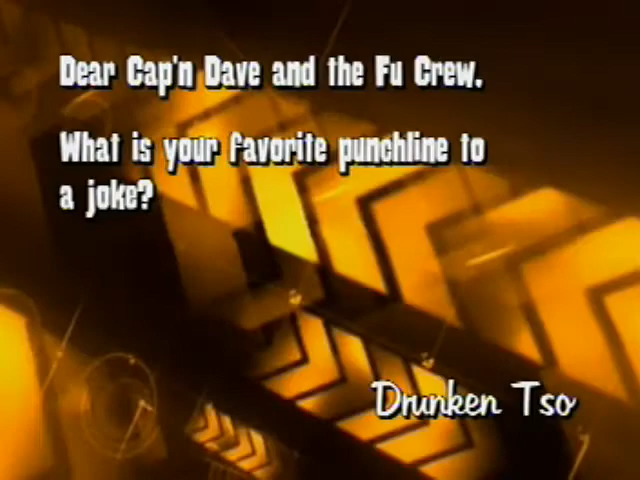 Dear Cap'n Dave and the Fu Crew,
What is your favorite punchline to
a joke?
Drunken Tso